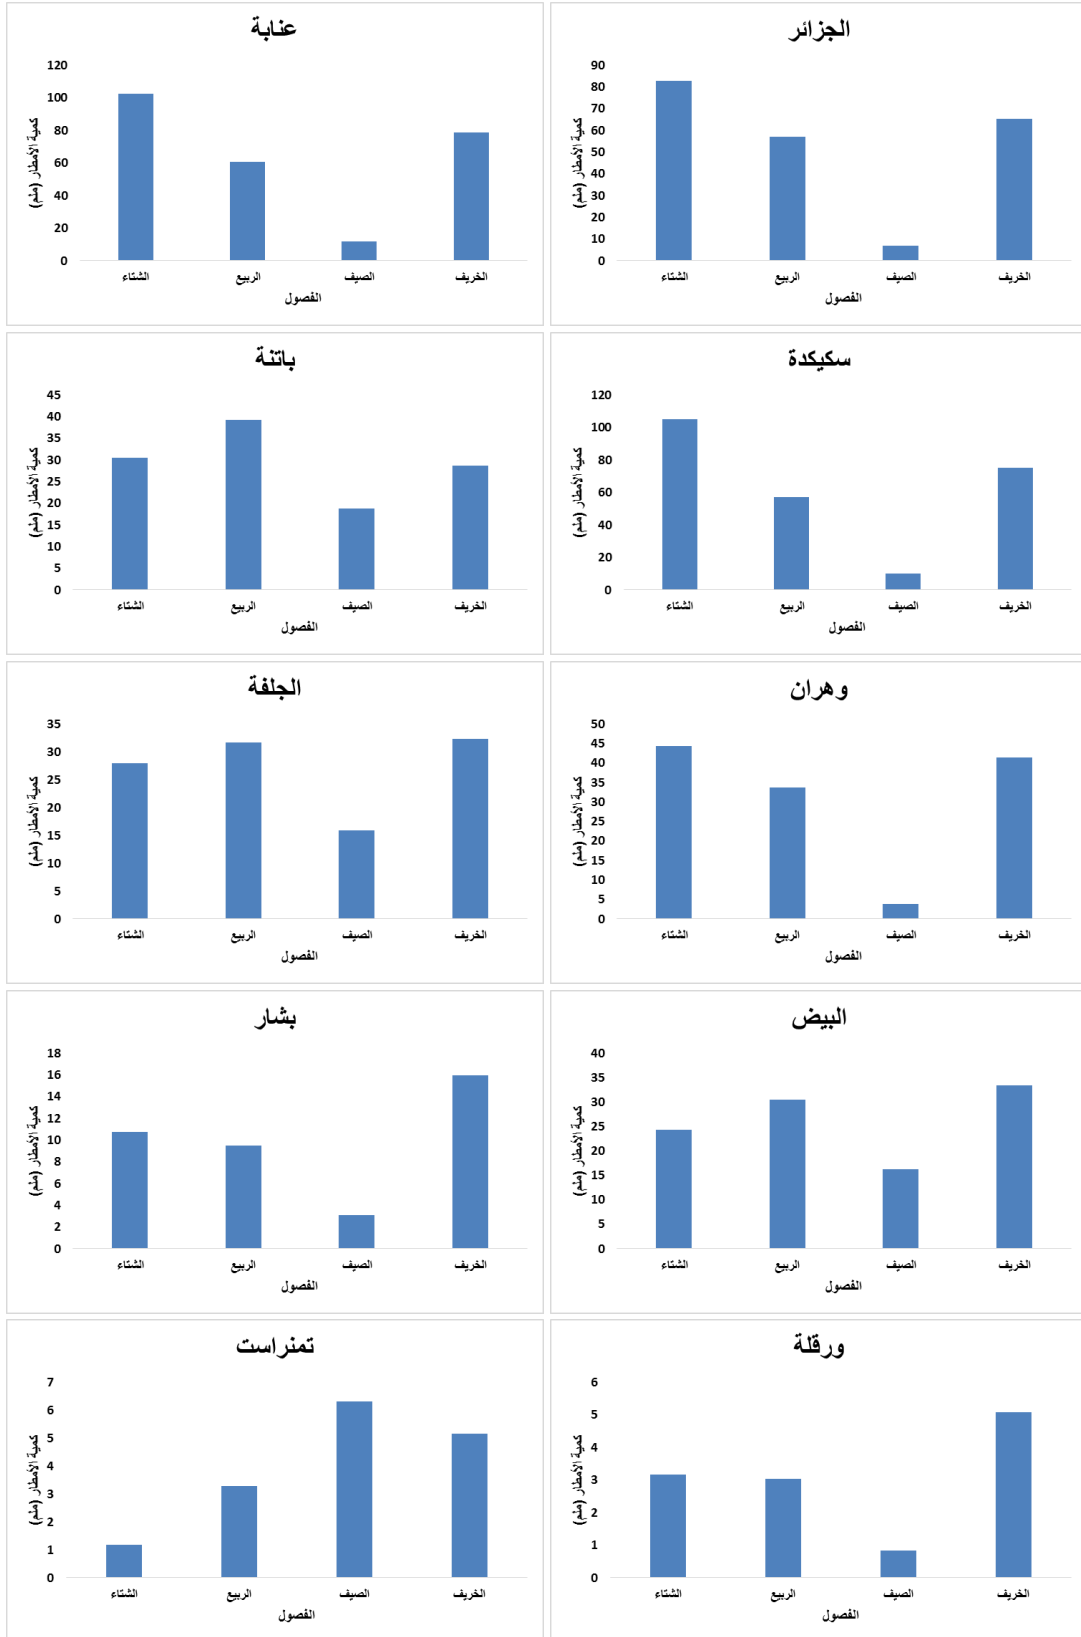 عنابة
كمية الأمطار (ملم)
120
100
80
60
40
20
0
الشتاء الربيع الصيف الخريف
الفصول
الجزائر
كمية الأمطار (ملم)
90
80
70
60
50
40
30
20
10
0
الشتاء الربيع الصيف الخريف
الفصول
باتنة
كمية الأمطار (ملم)
45
40
35
30
25
20
15
10
5
0
الشتاء الربيع الصيف الخريف
الفصول
سكيكدة
كمية الأمطار (ملم)
120
100
80
60
40
20
0
الشتاء الربيع الصيف الخريف
الفصول
الجلفة
كمية الأمطار (ملم)
35
30
25
20
15
10
5
0
الشتاء الربيع الصيف الخريف
الفصول
وهران
كمية الأمطار (ملم)
50
45
40
35
30
25
20
15
10
5
0
الشتاء الربيع الصيف الخريف
الفصول
بشار
كمية الأمطار (ملم)
18
16
14
12
10
8
6
4
2
0
الشتاء الربيع الصيف الخريف
الفصول
البيض
كمية الأمطار (ملم)
40
35
30
25
20
15
10
5
0
الشتاء الربيع الصيف الخريف
الفصول
تمنراست
كمية الأمطار (ملم)
7
6
5
4
3
2
1
0
الشتاء الربيع الصيف الخريف
الفصول
ورقلة
كمية الأمطار (ملم)
6
5
4
3
2
1
0
الشتاء الربيع الصيف الخريف
الفصول